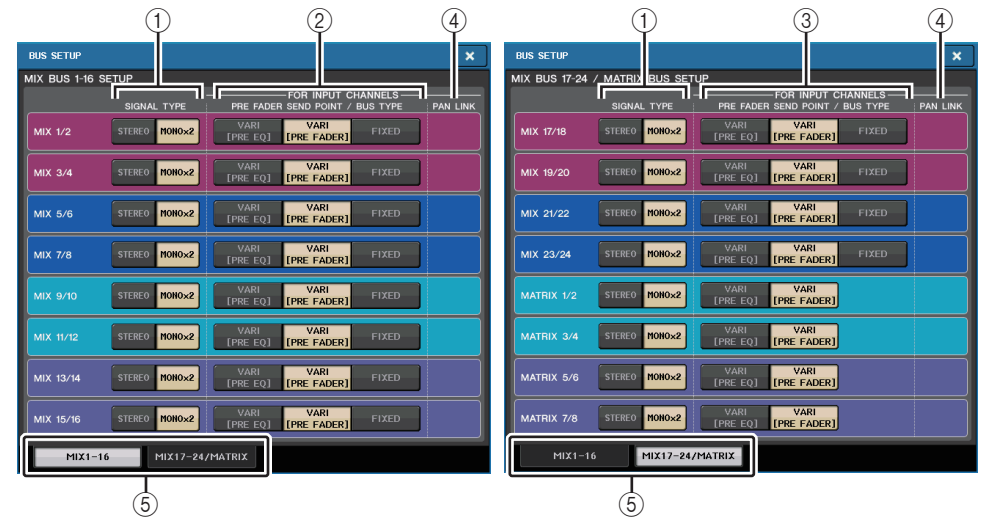 ① ② ④ ① ③ ④
BUS SETUP ×
MIX BUS 1-16 SETUP
FOR INPUT CHANNELS
SIGNAL TYPE PRE FADER SEND POINT / BUS TYPE PAN LINK
MIX 1/2 STEREO MONO×2 VARI [PRE EQ] VARI [PRE FADER] FIXED
MIX 3/4 STEREO MONO×2 VARI [PRE EQ] VARI [PRE FADER] FIXED
MIX 5/6 STEREO MONO×2 VARI [PRE EQ] VARI [PRE FADER] FIXED
MIX 7/8 STEREO MONO×2 VARI [PRE EQ] VARI [PRE FADER] FIXED
MIX 9/10 STEREO MONO×2 VARI [PRE EQ] VARI [PRE FADER] FIXED
MIX 11/12 STEREO MONO×2 VARI [PRE EQ] VARI [PRE FADER] FIXED
MIX 13/14 STEREO MONO×2 VARI [PRE EQ] VARI [PRE FADER] FIXED
MIX 15/16 STEREO MONO×2 VARI [PRE EQ] VARI [PRE FADER] FIXED
MIX1-16 MIX17-24/MATRIX
⑤
BUS SETUP ×
MIX BUS 17-24 / MATRIX BUS SETUP
FOR INPUT CHANNELS
SIGNAL TYPE PRE FADER SEND POINT / BUS TYPE PAN LINK
MIX 17/18 STEREO MONO×2 VARI [PRE EQ] VARI [PRE FADER] FIXED
MIX 19/20 STEREO MONO×2 VARI [PRE EQ] VARI [PRE FADER] FIXED
MIX 21/22 STEREO MONO×2 VARI [PRE EQ] VARI [PRE FADER] FIXED
MIX 23/24 STEREO MONO×2 VARI [PRE EQ] VARI [PRE FADER] FIXED
MATRIX 1/2 STEREO MONO×2 VARI [PRE EQ] VARI [PRE FADER]
MATRIX 3/4 STEREO MONO×2 VARI [PRE EQ] VARI [PRE FADER]
MATRIX 5/6 STEREO MONO×2 VARI [PRE EQ] VARI [PRE FADER]
MATRIX 7/8 STEREO MONO×2 VARI [PRE EQ] VARI [PRE FADER]
MIX1-16 MIX17-24/MATRIX
⑤